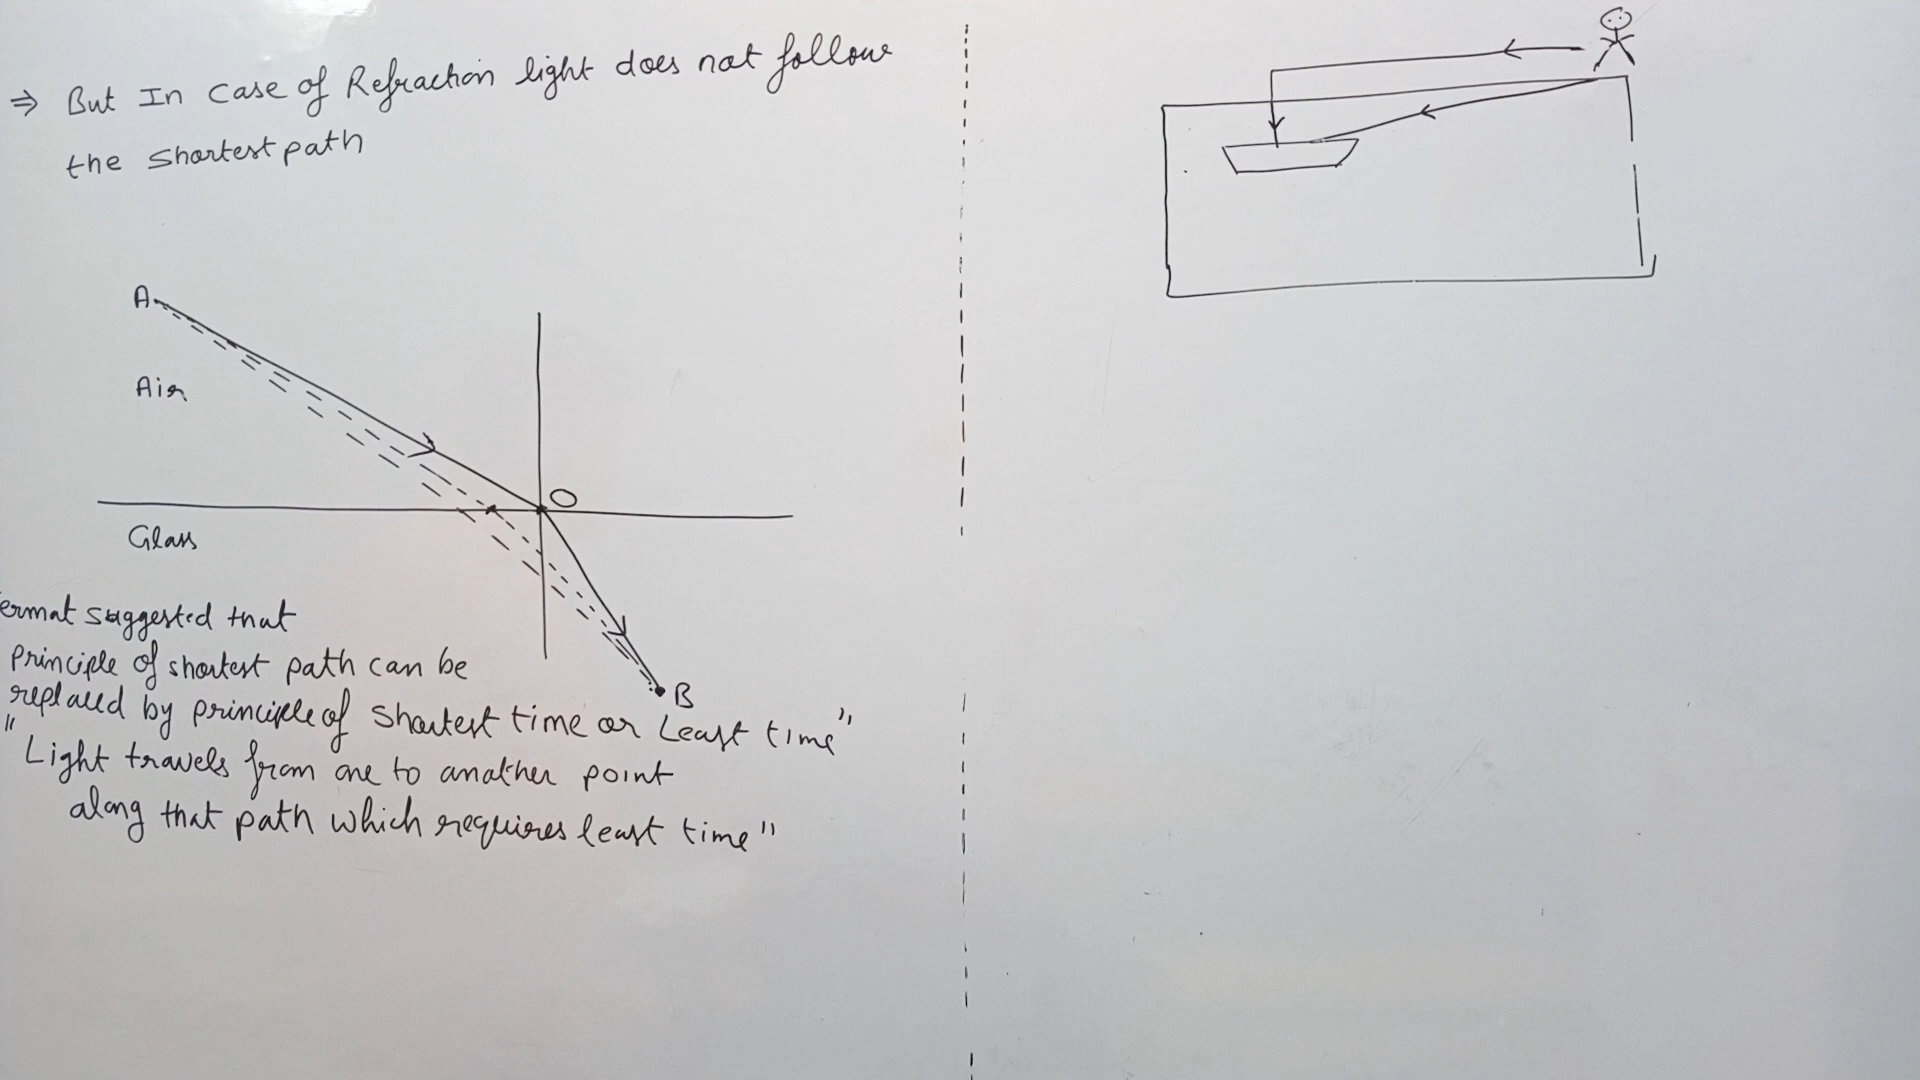 ⇒ But In case of Refraction light does not follow
the shortest path
A
Air
O
Glass
ermat suggested that
principle of shortest path can be
B
replaced by principle of shortest time or Least time"
"Light travels from one to another point
along that path which requires least time"